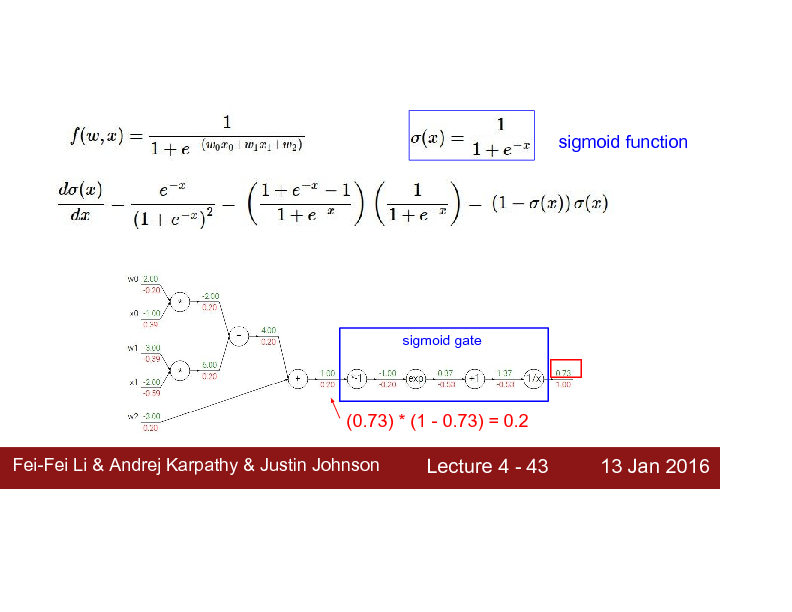 f(w, x) = 1 / (1 + e^-(w0x0+w1x1+w2))
σ(x) = 1 / (1 + e^-x)
sigmoid function
dσ(x)/dx = e^-x / (1 + e^-x)^2 = ((1 + e^-x − 1) / (1 + e^-x)) (1 / (1 + e^-x)) = (1 − σ(x)) σ(x)
w0 2.00
-0.20
* -2.00
0.20
x0 -1.00
0.39
+ 4.00
0.20
sigmoid gate
w1 -3.00
-0.39
* 6.00
0.20
+ 1.00
0.20
*-1 -1.00
-0.20
exp 0.37
-0.53
+1 1.37
-0.53
1/x 0.73
1.00
x1 -2.00
-0.59
w2 -3.00
0.20
(0.73) * (1 - 0.73) = 0.2
Fei-Fei Li & Andrej Karpathy & Justin Johnson
Lecture 4 - 43
13 Jan 2016